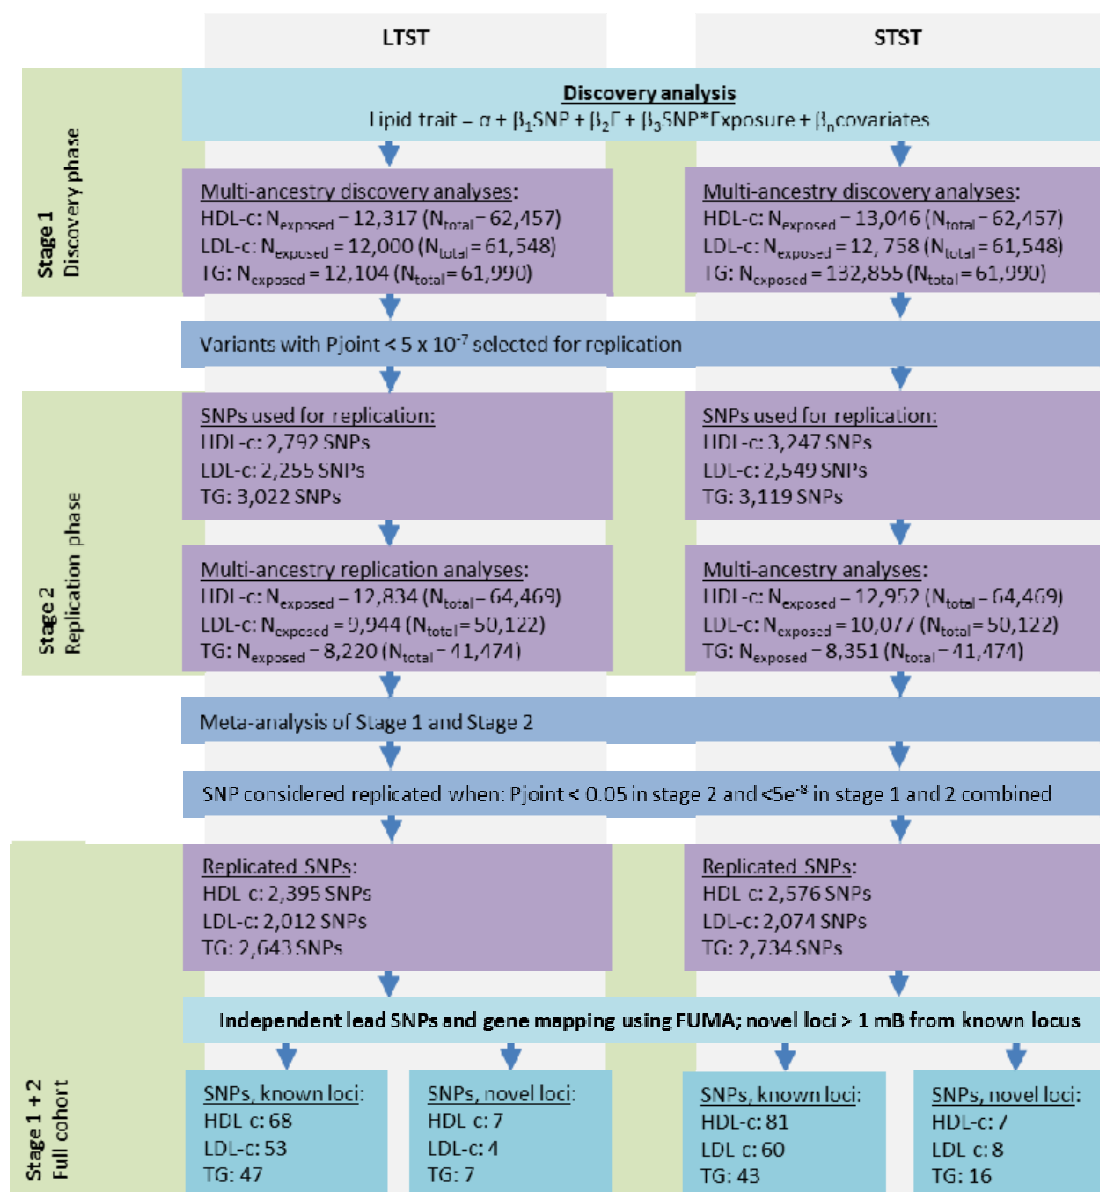 LTST
STST
Discovery analysis
Lipid trait = α + β1SNP + β2E + β3SNP*Exposure + βncovariates
Stage 1
Discovery phase
Multi-ancestry discovery analyses:
HDL-c: Nexposed = 12,317 (Ntotal = 62,457)
LDL-c: Nexposed = 12,000 (Ntotal = 61,548)
TG: Nexposed = 12,104 (Ntotal = 61,990)
Multi-ancestry discovery analyses:
HDL-c: Nexposed = 13,046 (Ntotal = 62,457)
LDL-c: Nexposed = 12,758 (Ntotal = 61,548)
TG: Nexposed = 132,855 (Ntotal = 61,990)
Variants with Pjoint < 5 x 10-7 selected for replication
Stage 2
Replication phase
SNPs used for replication:
HDL-c: 2,792 SNPs
LDL-c: 2,255 SNPs
TG: 3,022 SNPs
SNPs used for replication:
HDL-c: 3,247 SNPs
LDL-c: 2,549 SNPs
TG: 3,119 SNPs
Multi-ancestry replication analyses:
HDL-c: Nexposed = 12,834 (Ntotal = 64,469)
LDL-c: Nexposed = 9,944 (Ntotal = 50,122)
TG: Nexposed = 8,220 (Ntotal = 41,474)
Multi-ancestry analyses:
HDL-c: Nexposed = 12,952 (Ntotal = 64,469)
LDL-c: Nexposed = 10,077 (Ntotal = 50,122)
TG: Nexposed = 8,351 (Ntotal = 41,474)
Meta-analysis of Stage 1 and Stage 2
SNP considered replicated when: Pjoint < 0.05 in stage 2 and <5e-8 in stage 1 and 2 combined
Stage 1 + 2
Full cohort
Replicated SNPs:
HDL-c: 2,395 SNPs
LDL-c: 2,012 SNPs
TG: 2,643 SNPs
Replicated SNPs:
HDL-c: 2,576 SNPs
LDL-c: 2,074 SNPs
TG: 2,734 SNPs
Independent lead SNPs and gene mapping using FUMA; novel loci > 1 mB from known locus
SNPs, known loci:
HDL-c: 68
LDL-c: 53
TG: 47
SNPs, novel loci:
HDL-c: 7
LDL-c: 4
TG: 7
SNPs, known loci:
HDL-c: 81
LDL-c: 60
TG: 43
SNPs, novel loci:
HDL-c: 7
LDL-c: 8
TG: 16